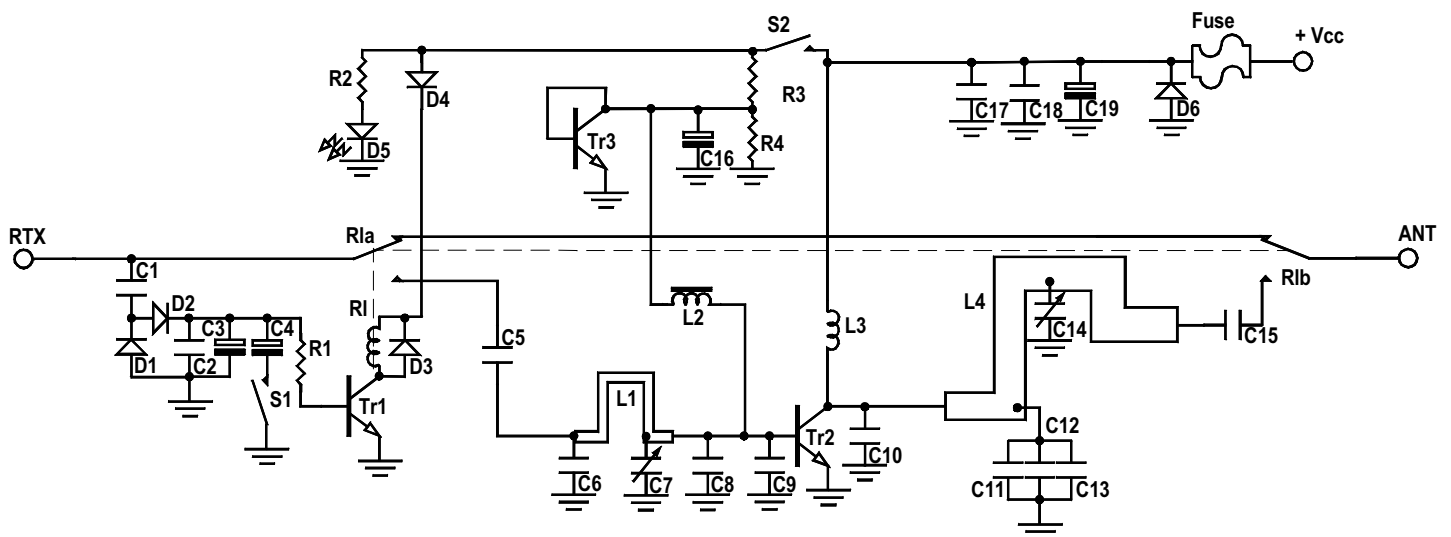 Fuse
S2
+ Vcc
R2
D4
R3
D5
Tr3
C16
R4
C17
C18
C19
D6
RTX
Rla
ANT
C1
D2
Rl
L4
Rlb
C3
C4
R1
C5
L2
L3
C14
C15
D1
C2
S1
D3
Tr1
L1
Tr2
C10
C12
C6
C7
C8
C9
C11
C13